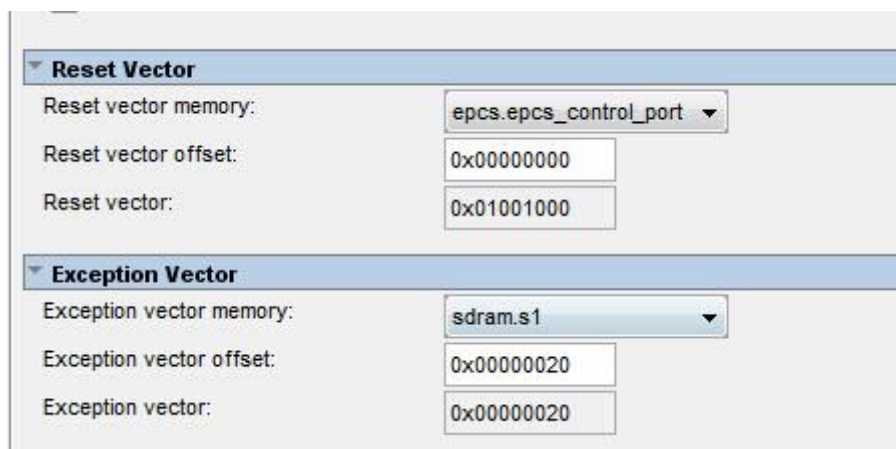 Reset Vector
Reset vector memory: epcs.epcs_control_port
Reset vector offset: 0x00000000
Reset vector: 0x01001000
Exception Vector
Exception vector memory: sdram.s1
Exception vector offset: 0x00000020
Exception vector: 0x00000020